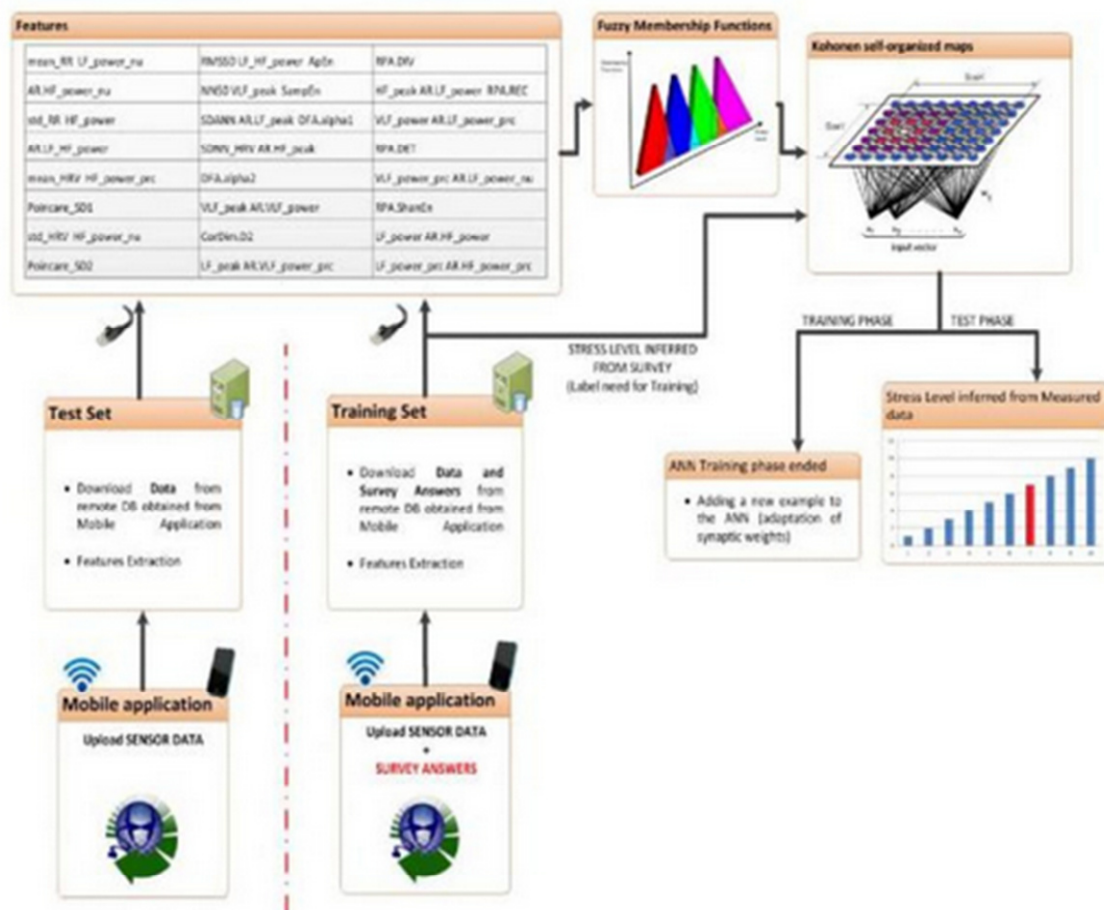 Features
mean_RR LF_power_nu
RMSSD LF_HF_power ApEn
RPA.DIV
AR.HF_power_nu
NN50 VLF_peak SampEn
HF_peak AR.LF_power RPA.REC
std_RR HF_power
SDANN AR.LF_peak DFA.alpha1
VLF_power AR.LF_power_prc
AR.LF_HF_power
SDNN_HRV AR.HF_peak
RPA.DET
mean_HRV HF_power_prc
DFA.alpha2
VLF_power_prc AR.LF_power_nu
Poincare_SD1
VLF_peak AR.VLF_power
RPA.ShanEn
std_HRV HF_power_nu
CorDim.D2
LF_power AR.HF_power
Poincare_SD2
LF_peak AR.VLF_power_prc
LF_power_prc AR.HF_power_prc
Fuzzy Membership Functions
Kohonen self-organized maps
input vector
STRESS LEVEL INFERRED
FROM SURVEY
(Label need for Training)
TRAINING PHASE
TEST PHASE
ANN Training phase ended
• Adding a new example to
the ANN (adaptation of
synaptic weights)
Stress Level inferred from Measured
data
Test Set
• Download Data from
remote DB obtained from
Mobile Application
• Features Extraction
Training Set
• Download Data and
Survey Answers from
remote DB obtained from
Mobile Application
• Features Extraction
Mobile application
Upload SENSOR DATA
Mobile application
Upload SENSOR DATA
+
SURVEY ANSWERS